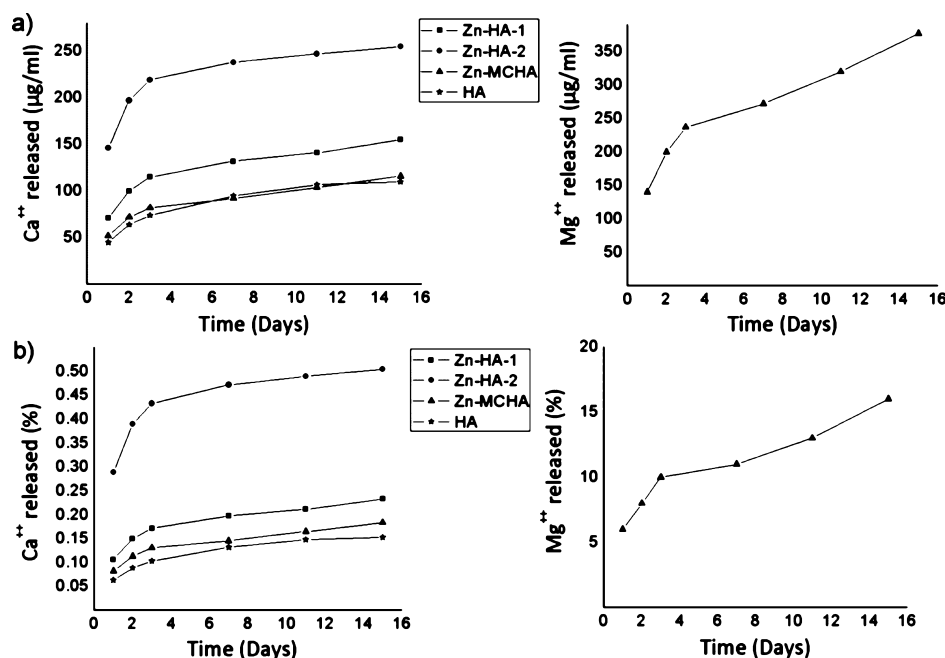 a)
Zn-HA-1
Zn-HA-2
Zn-MCHA
HA
Ca⁺⁺ released (µg/ml)
250
200
150
100
50
0 2 4 6 8 10 12 14 16
Time (Days)
Mg⁺⁺ released (µg/ml)
350
300
250
200
150
100
50
0 2 4 6 8 10 12 14 16
Time (Days)
b)
Zn-HA-1
Zn-HA-2
Zn-MCHA
HA
Ca⁺⁺ released (%)
0.50
0.45
0.40
0.35
0.30
0.25
0.20
0.15
0.10
0.05
0 2 4 6 8 10 12 14 16
Time (Days)
Mg⁺⁺ released (%)
20
15
10
5
0 2 4 6 8 10 12 14 16
Time (Days)